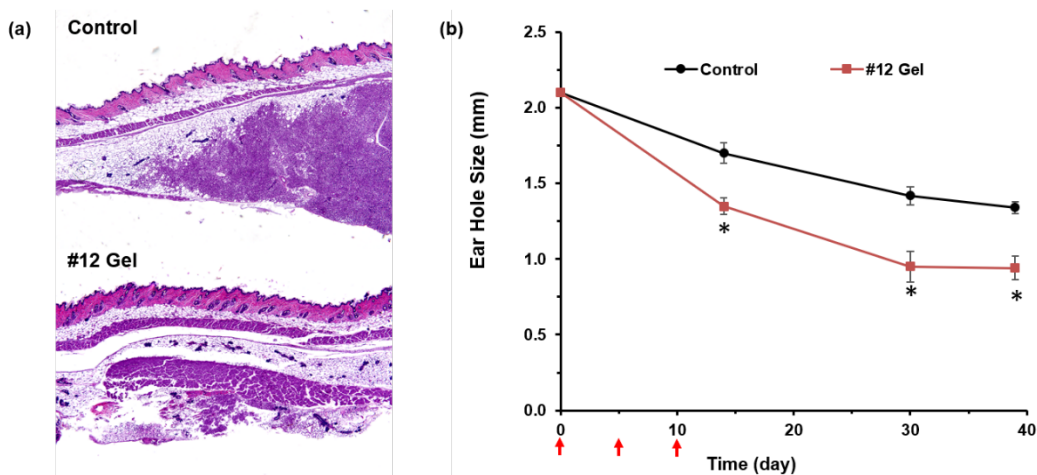 (a)
Control
#12 Gel
(b)
Control
#12 Gel
Ear Hole Size (mm)
2.5
2.0
1.5
1.0
0.5
0.0
*
*
*
0
10
20
30
40
Time (day)